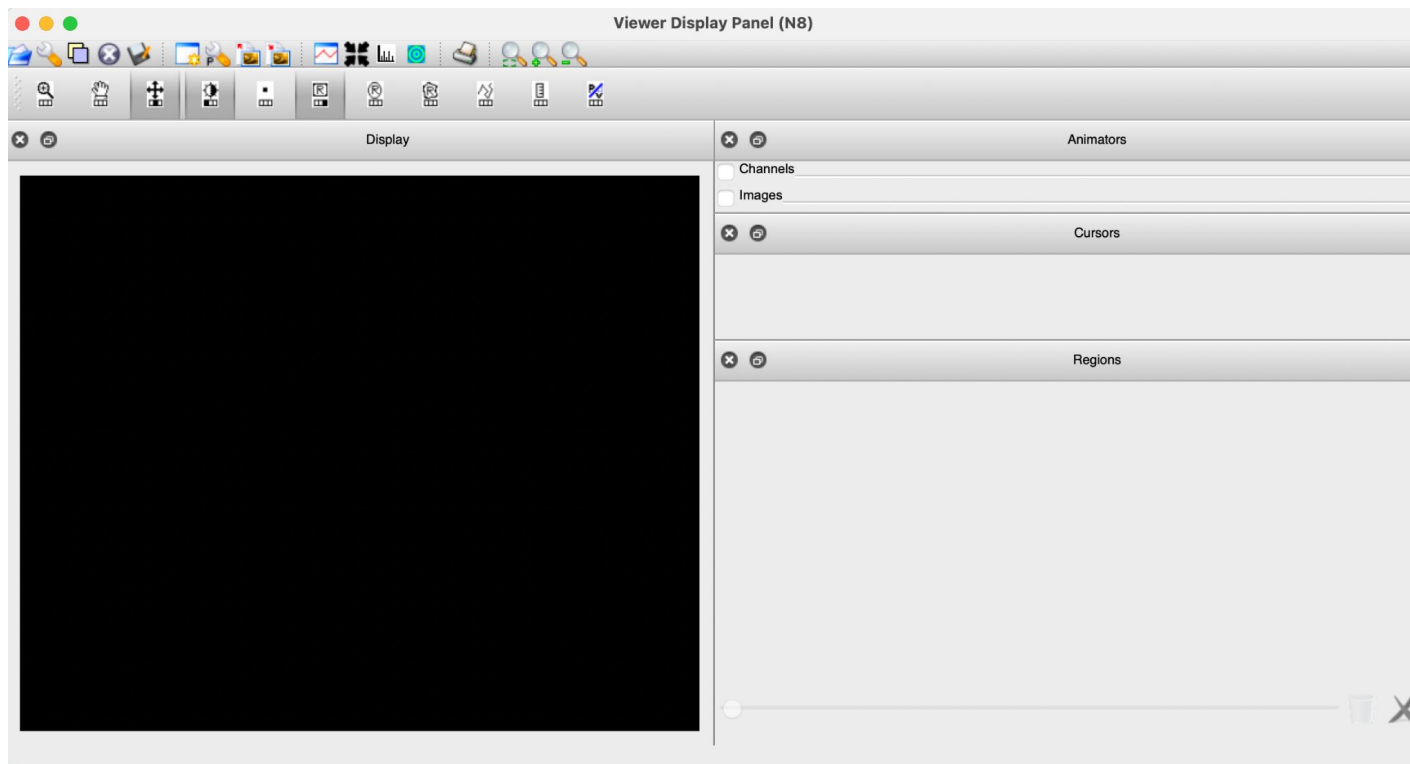 Viewer Display Panel (N8)
P
R
R
R
P/V
Display
Animators
Channels
Images
Cursors
Regions